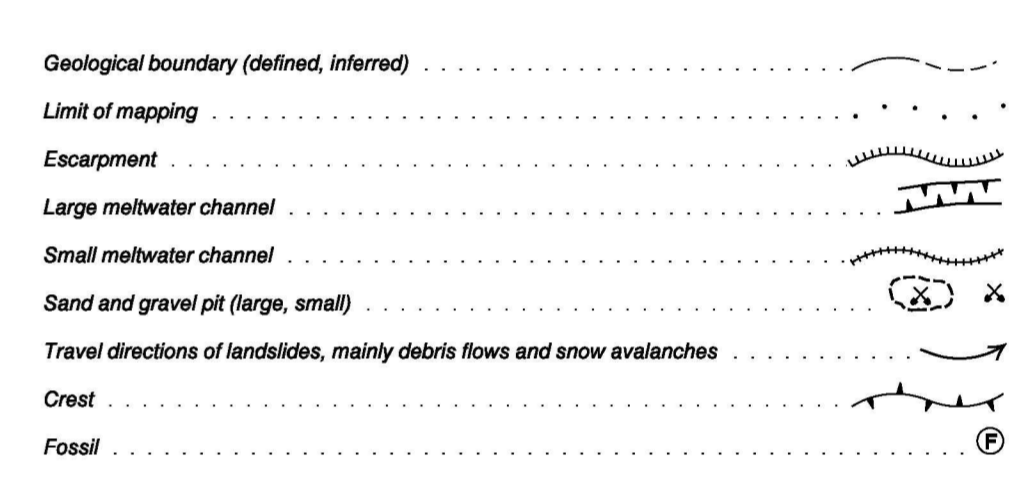 Geological boundary (defined, inferred)
Limit of mapping
Escarpment
Large meltwater channel
Small meltwater channel
Sand and gravel pit (large, small)
Travel directions of landslides, mainly debris flows and snow avalanches
Crest
Fossil F